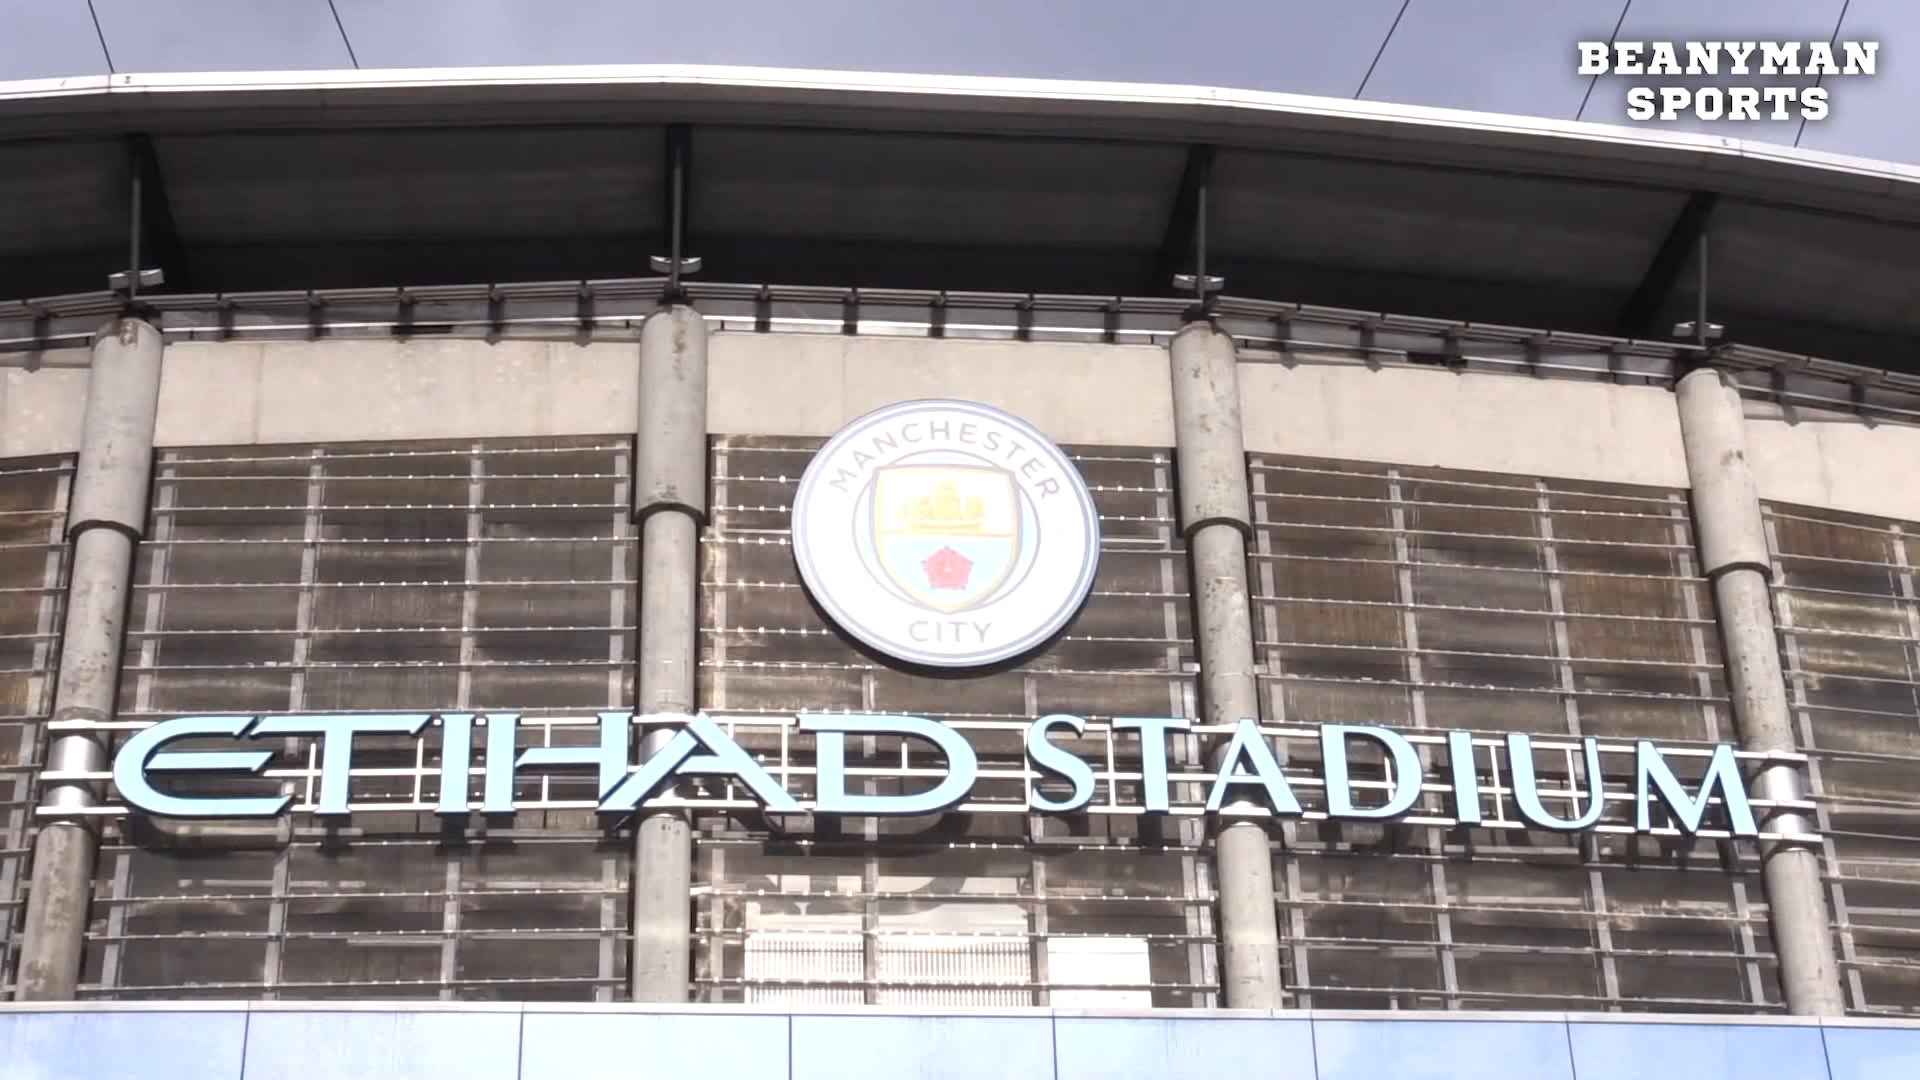 BEANYMAN
SPORTS
MANCHESTER
CITY
ETIHAD STADIUM